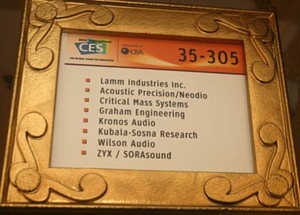 CES
CEA
35-305
Lamm Industries Inc.
Acoustic Precision/Neodio
Critical Mass Systems
Graham Engineering
Kronos Audio
Kubala-Sosna Research
Wilson Audio
ZYX / SORAsound